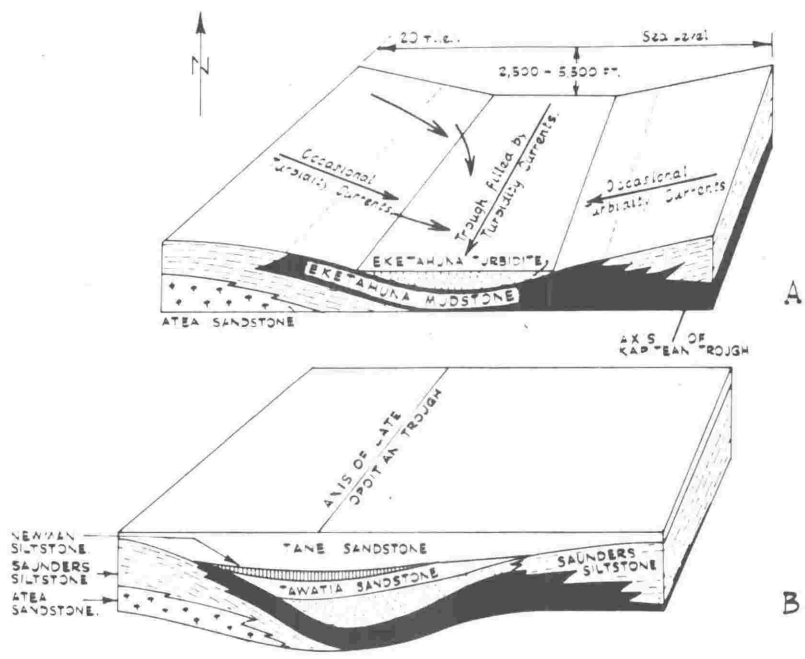 N
Sea Level
2,500 – 5,500 FT.
Occasional
Turbidity Currents
Trough filled by
Turbidity Currents.
Occasional
Turbidity Currents
EKETAHUNA TURBIDITE
EKETAHUNA MUDSTONE
ATEA SANDSTONE
A
AXIS OF
KAPITEAN TROUGH
AXIS OF LATE
OPOITIAN TROUGH
NEWMAN
SILTSTONE.
SAUNDERS
SILTSTONE
ATEA
SANDSTONE.
TANE SANDSTONE
TAWATIA SANDSTONE
SAUNDERS
SILTSTONE
B